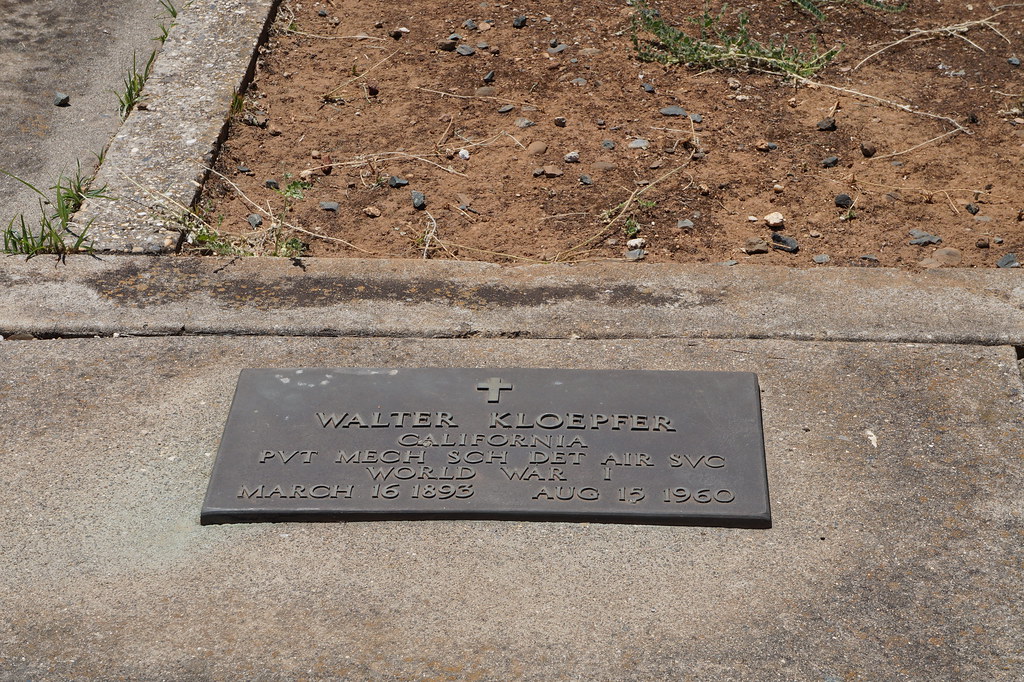 WALTER KLOEPFER
CALIFORNIA
PVT MECH SCH DET AIR SVC
WORLD WAR I
MARCH 16 1893 AUG 15 1960